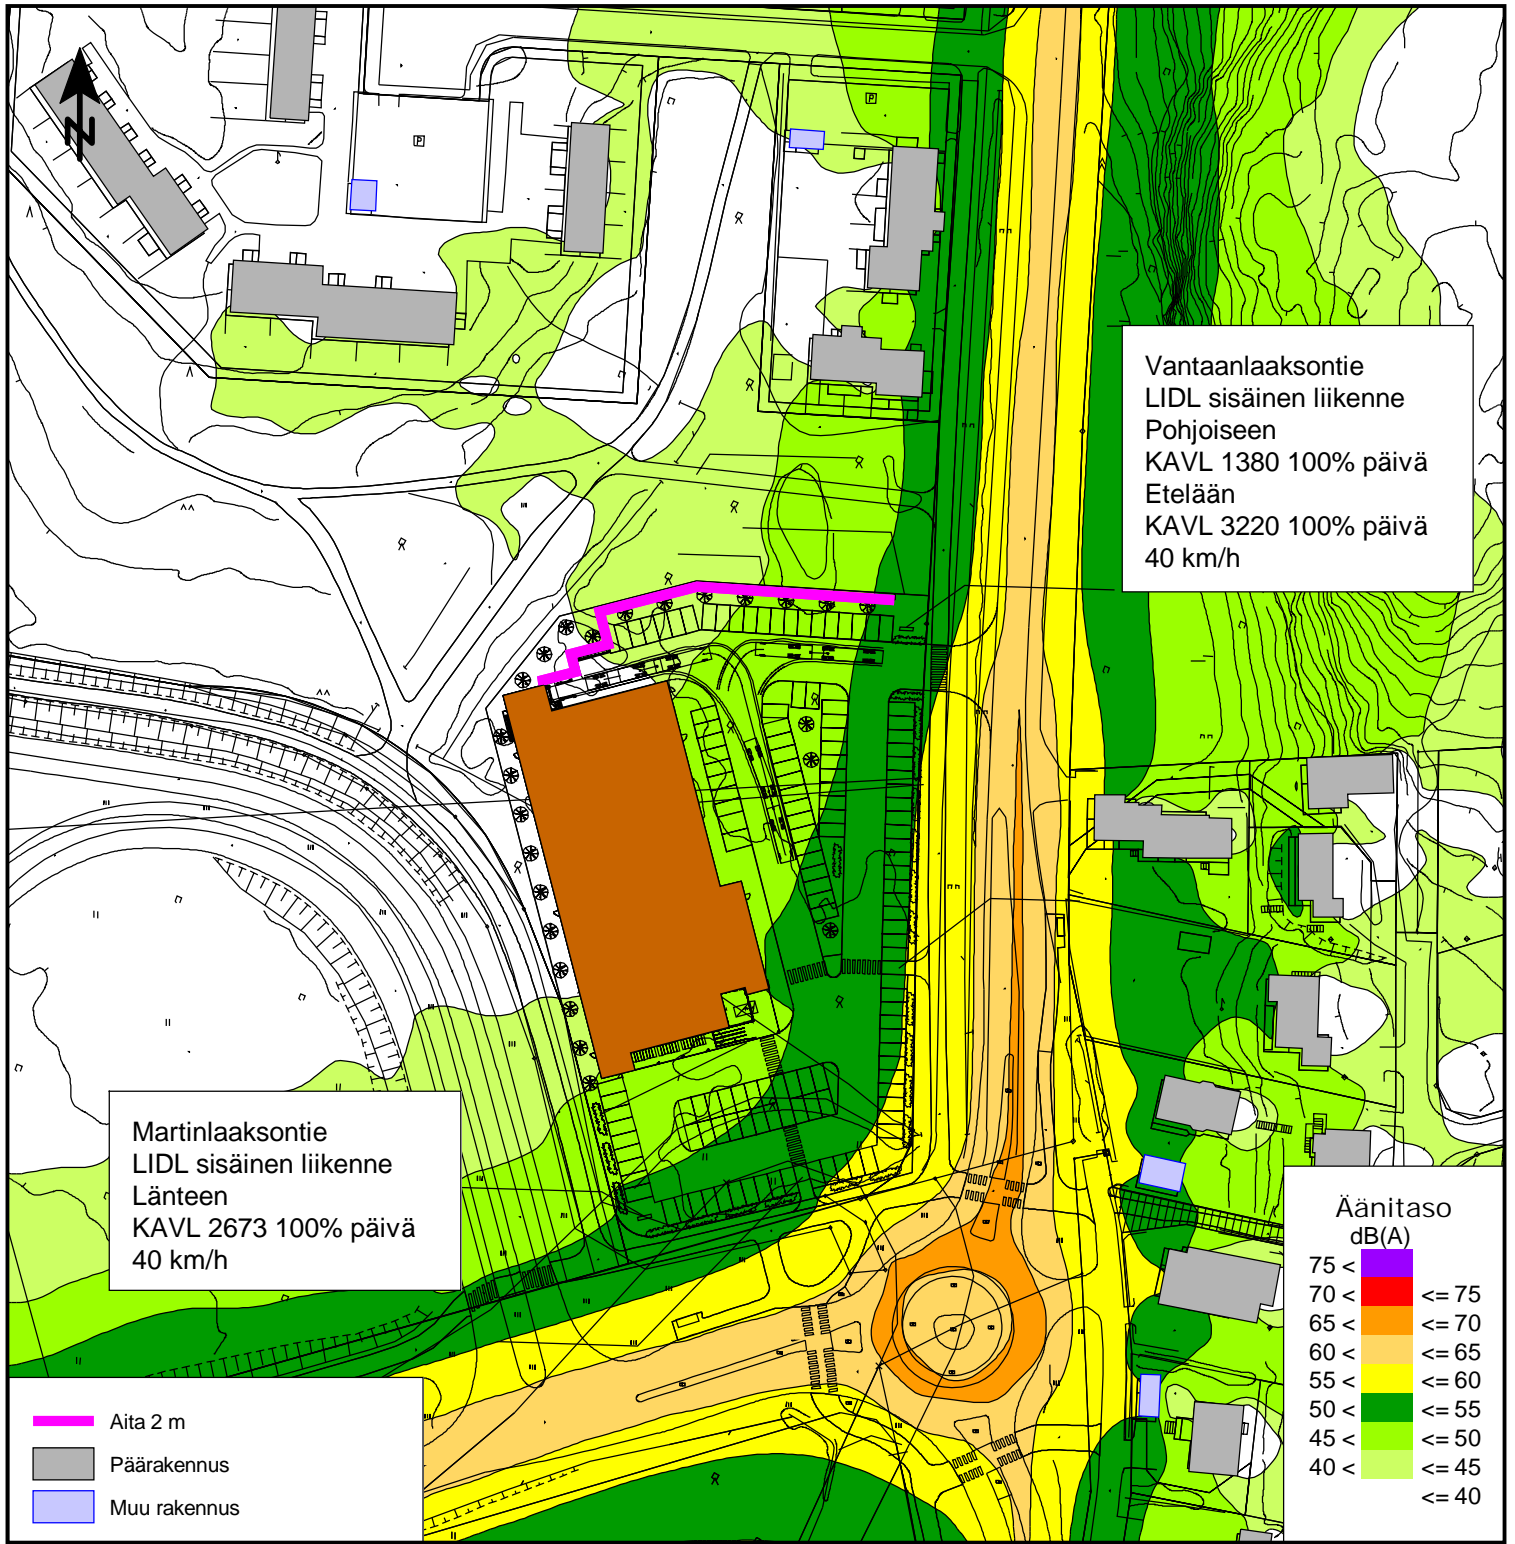 N
P
P
Vantaanlaaksontie
LIDL sisäinen liikenne
Pohjoiseen
KAVL 1380 100% päivä
Etelään
KAVL 3220 100% päivä
40 km/h
Martinlaaksontie
LIDL sisäinen liikenne
Länteen
KAVL 2673 100% päivä
40 km/h
Äänitaso
dB(A)
75 <
70 < <= 75
65 < <= 70
60 < <= 65
55 < <= 60
50 < <= 55
45 < <= 50
40 < <= 45
<= 40
Aita 2 m
Päärakennus
Muu rakennus